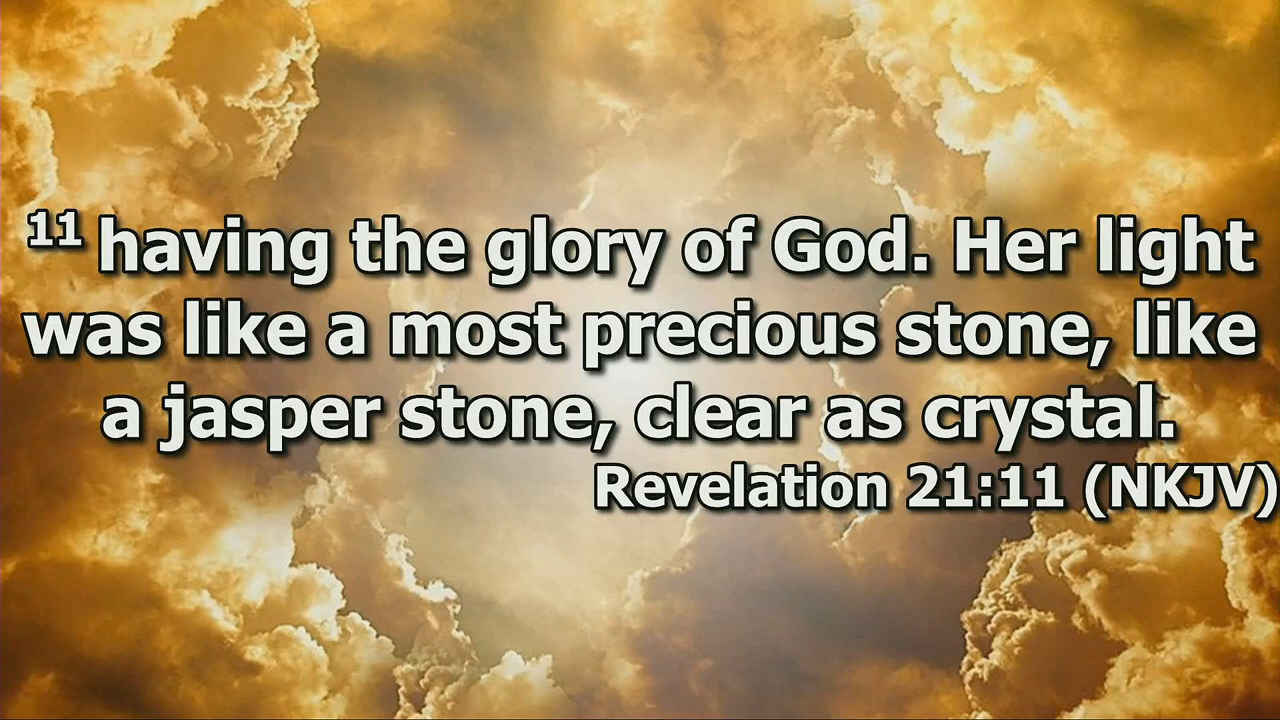 ¹¹ having the glory of God. Her light
was like a most precious stone, like
a jasper stone, clear as crystal.
Revelation 21:11 (NKJV)